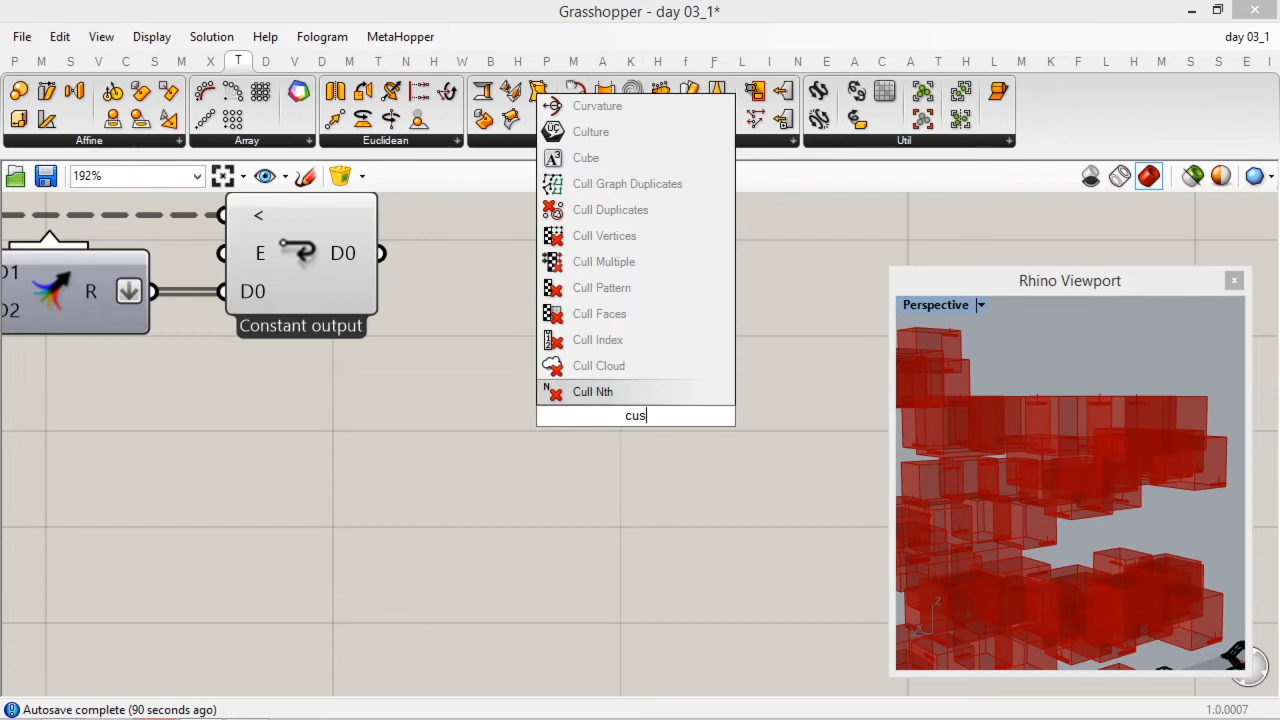 Grasshopper - day 03_1*
File Edit View Display Solution Help Fologram MetaHopper day 03_1
P M S V C S M X S T D V D M T K W B E F P M K H F D L I N E A R D P L T S S E I
Affine Array Euclidean Util
192%
Curvature
Culture
Cube
Cull Graph Duplicates
Cull Duplicates
Cull Vertices
Cull Multiple
Cull Pattern
Cull Faces
Cull Index
Cull Cloud
Cull Nth
cus
<
E D0
D0
Constant output
D1
D2
R
Rhino Viewport
Perspective
z
x
Autosave complete (90 seconds ago)
1.0.0007